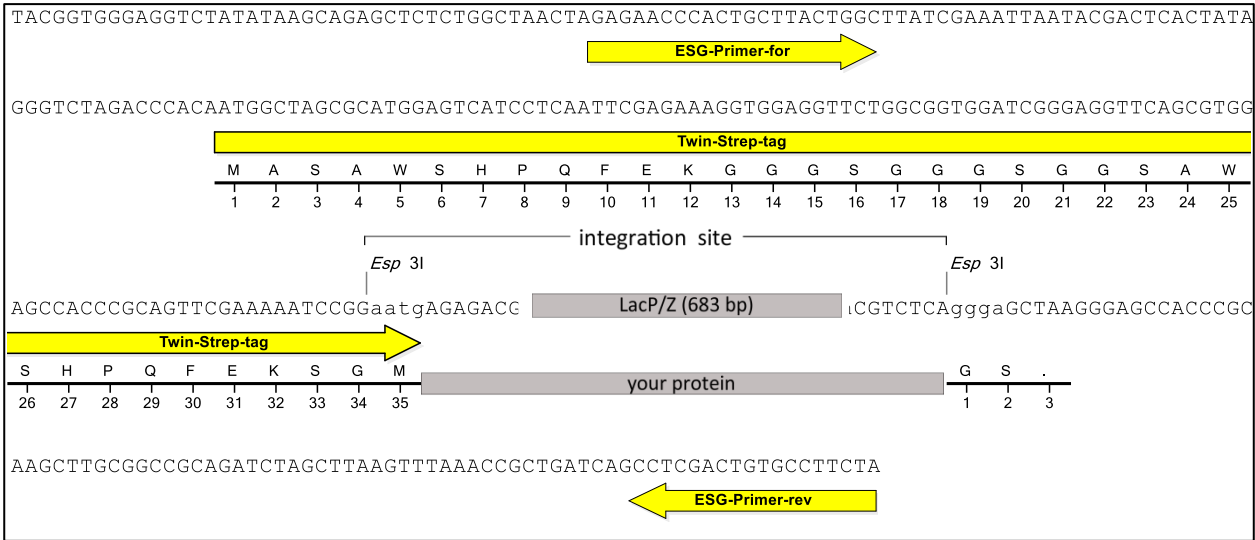 TACGGTGGGAGGTCTATATAAGCAGAGCTCTCTGGCTAACTAGAGAACCCACTGCTTACTGGCTTATCGAAATTAATACGACTCACTATA
ESG-Primer-for
GGGTCTAGACCCACAATGGCTAGCGCATGGAGTCATCCTCAATTCGAGAAAGGTGGAGGTTCTGGCGGTGGATCGGGAGGTTCAGCGTGG
Twin-Strep-tag
M A S A W S H P Q F E K G G G S G G G S G G S A W
1 2 3 4 5 6 7 8 9 10 11 12 13 14 15 16 17 18 19 20 21 22 23 24 25
integration site
Esp 3I Esp 3I
AGCCACCCGCAGTTCGAAAAATCCGGaatgAGAGACG LacP/Z (683 bp) CGTCTCAgggaGCTAAGGGAGCCACCCGC
Twin-Strep-tag
S H P Q F E K S G M your protein G S .
26 27 28 29 30 31 32 33 34 35 1 2 3
AAGCTTGCGGCCGCAGATCTAGCTTAAGTTTAAACCGCTGATCAGCCTCGACTGTGCCTTCTA
ESG-Primer-rev